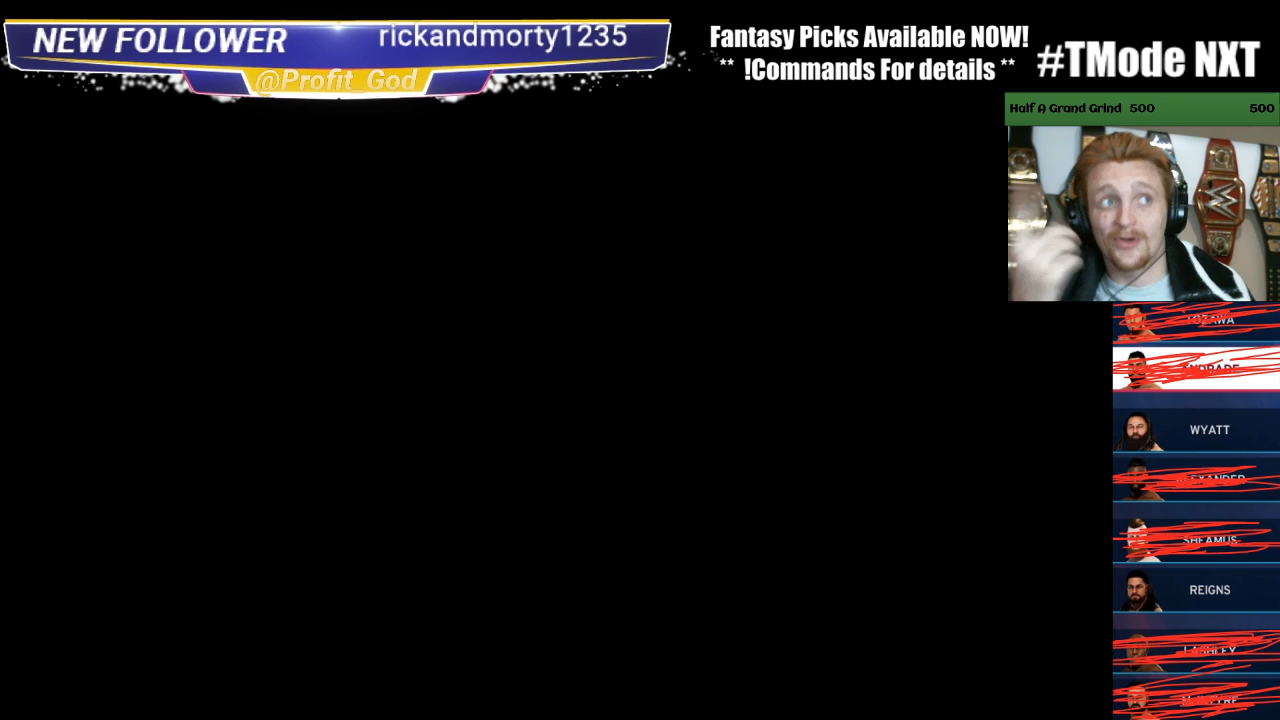 NEW FOLLOWER
rickandmorty1235
@Profit_God
Fantasy Picks Available NOW!
** !Commands For details **
#TMode NXT
Half A Grand Grind 500
500
WYATT
SHEAMUS
REIGNS